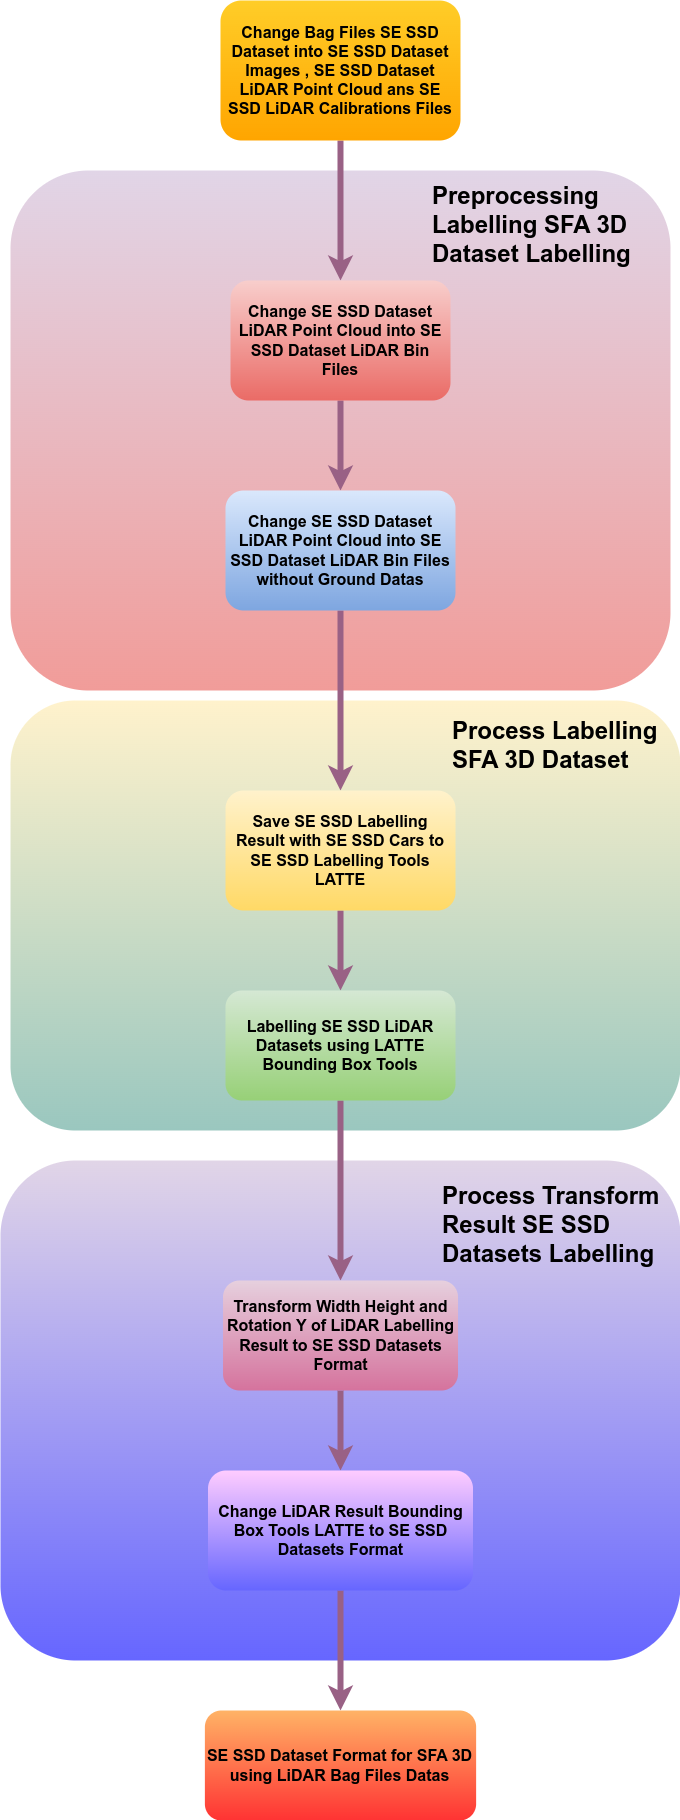 Change Bag Files SE SSD
Dataset into SE SSD Dataset
Images , SE SSD Dataset
LiDAR Point Cloud ans SE
SSD LiDAR Calibrations Files
Preprocessing
Labelling SFA 3D
Dataset Labelling
Change SE SSD Dataset
LiDAR Point Cloud into SE
SSD Dataset LiDAR Bin
Files
Change SE SSD Dataset
LiDAR Point Cloud into SE
SSD Dataset LiDAR Bin Files
without Ground Datas
Process Labelling
SFA 3D Dataset
Save SE SSD Labelling
Result with SE SSD Cars to
SE SSD Labelling Tools
LATTE
Labelling SE SSD LiDAR
Datasets using LATTE
Bounding Box Tools
Process Transform
Result SE SSD
Datasets Labelling
Transform Width Height and
Rotation Y of LiDAR Labelling
Result to SE SSD Datasets
Format
Change LiDAR Result Bounding
Box Tools LATTE to SE SSD
Datasets Format
SE SSD Dataset Format for SFA 3D
using LiDAR Bag Files Datas